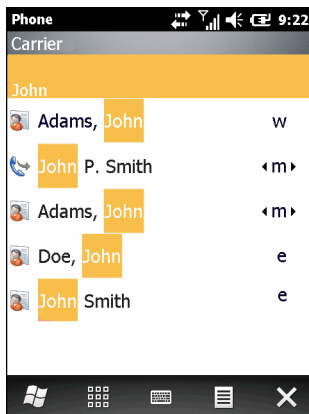 Phone 9:22
Carrier
John
Adams, John w
John P. Smith m
Adams, John m
Doe, John e
John Smith e